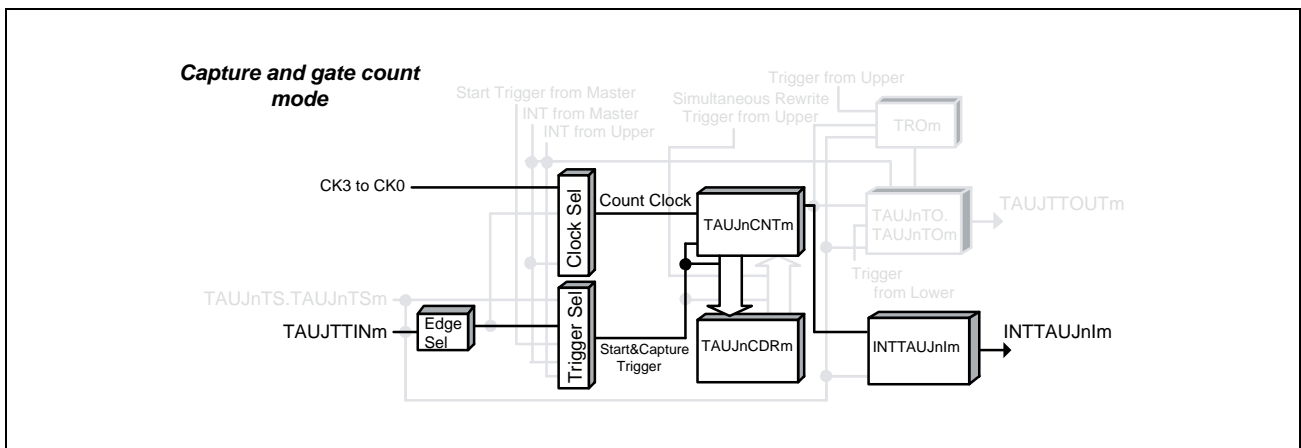 Capture and gate count
mode
Trigger from Upper
Start Trigger from Master
Simultaneous Rewrite
Trigger from Upper
INT from Master
INT from Upper
TROm
CK3 to CK0
Clock Sel
Count Clock
TAUJnCNTm
TAUJnTO.
TAUJnTOm
TAUJTTOUTm
Trigger
from Lower
TAUJnTS.TAUJnTSm
TAUJTTINm
Edge
Sel
Trigger Sel
Start&Capture
Trigger
TAUJnCDRm
INTTAUJnIm
INTTAUJnIm